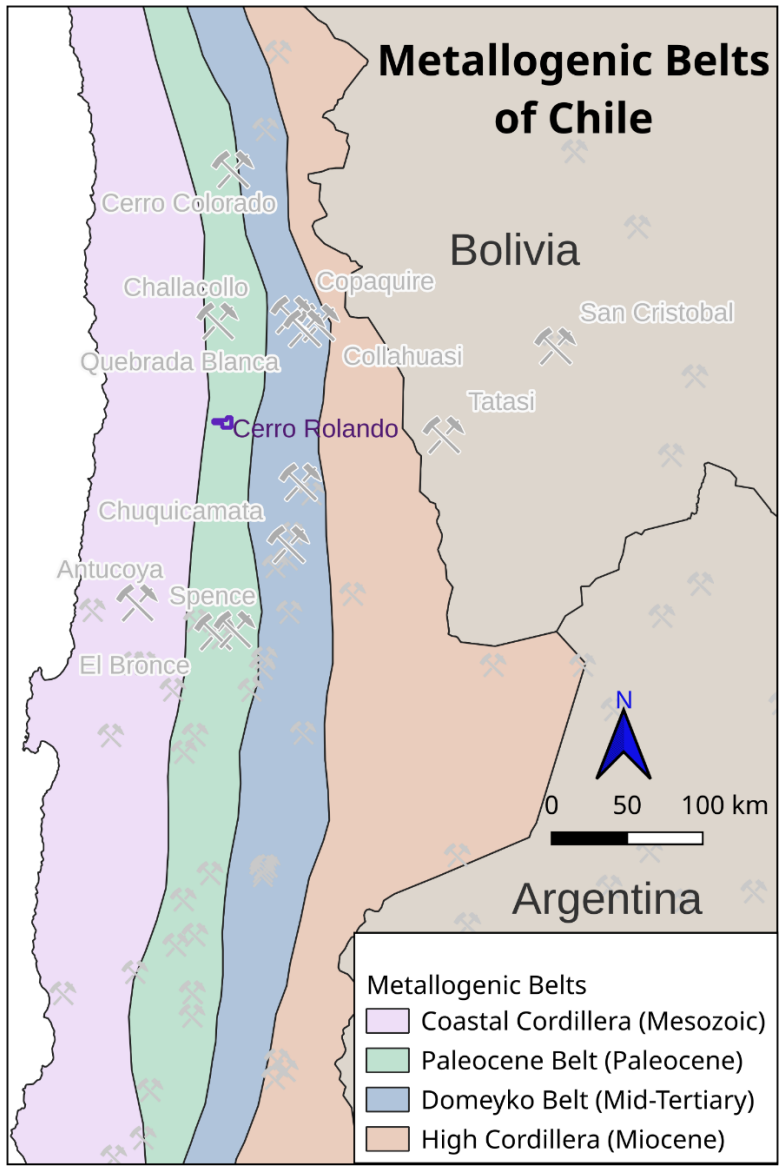 Metallogenic Belts
of Chile
Cerro Colorado
Bolivia
Challacollo
Copaquire
San Cristobal
Quebrada Blanca
Collahuasi
Tatasi
Cerro Rolando
Chuquicamata
Antucoya
Spence
El Bronce
N
0 50 100 km
Argentina
Metallogenic Belts
Coastal Cordillera (Mesozoic)
Paleocene Belt (Paleocene)
Domeyko Belt (Mid-Tertiary)
High Cordillera (Miocene)